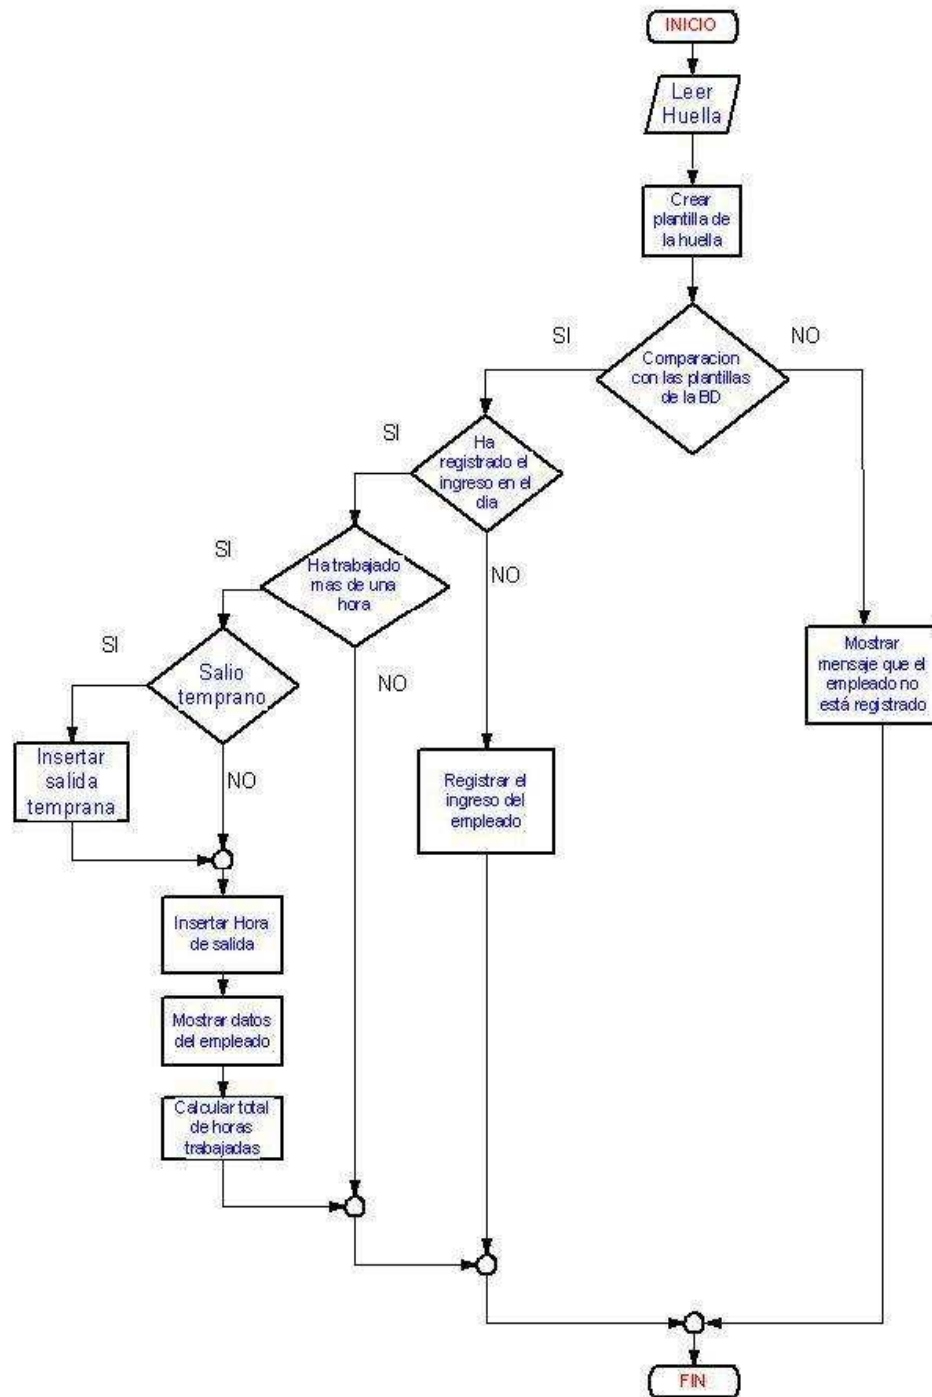 INICIO
Leer
Huella
Crear
plantilla de
la huella
SI
NO
Comparacion
con las plantillas
de la BD
SI
Ha
registrado el
ingreso en el
dia
SI
Ha trabajado
mas de una
hora
NO
SI
Salio
temprano
NO
Mostrar
mensaje que el
empleado no
está registrado
Insertar
salida
temprana
NO
Registrar el
ingreso del
empleado
Insertar Hora
de salida
Mostrar datos
del empleado
Calcular total
de horas
trabajadas
FIN